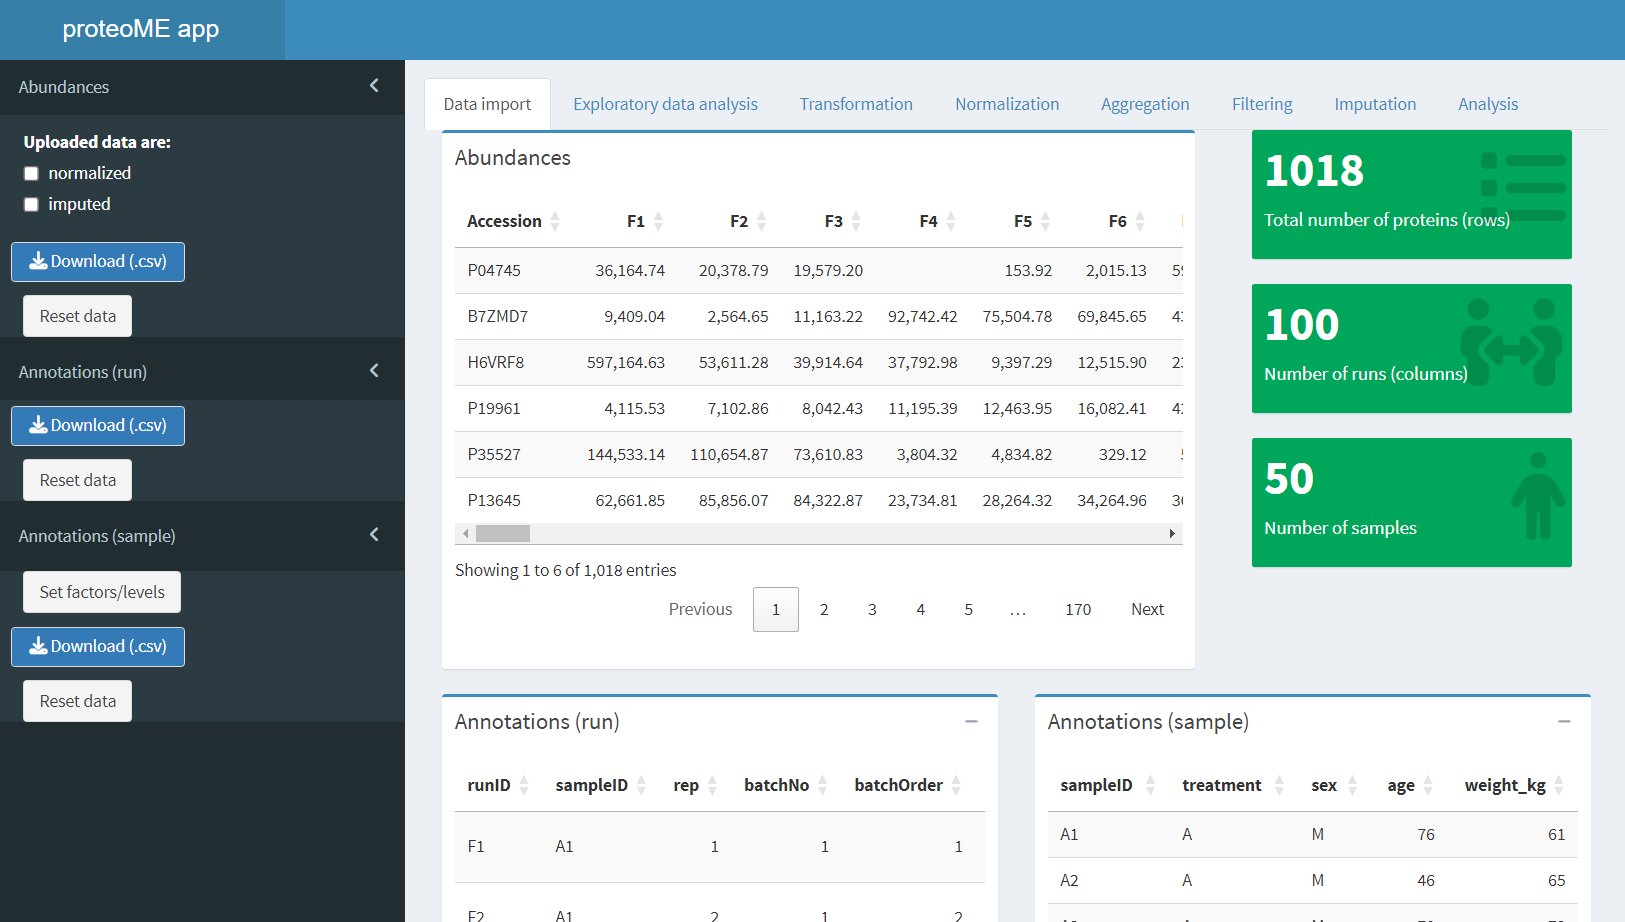 proteoME app
Abundances
Uploaded data are:
normalized
imputed
Download (.csv)
Reset data
Annotations (run)
Download (.csv)
Reset data
Annotations (sample)
Set factors/levels
Download (.csv)
Reset data
Data import Exploratory data analysis Transformation Normalization Aggregation Filtering Imputation Analysis
Abundances
Accession F1 F2 F3 F4 F5 F6
P04745 36,164.74 20,378.79 19,579.20 153.92 2,015.13
B7ZMD7 9,409.04 2,564.65 11,163.22 92,742.42 75,504.78 69,845.65
H6VRF8 597,164.63 53,611.28 39,914.64 37,792.98 9,397.29 12,515.90
P19961 4,115.53 7,102.86 8,042.43 11,195.39 12,463.95 16,082.41
P35527 144,533.14 110,654.87 73,610.83 3,804.32 4,834.82 329.12
P13645 62,661.85 85,856.07 84,322.87 23,734.81 28,264.32 34,264.96
Showing 1 to 6 of 1,018 entries
Previous 1 2 3 4 5 ... 170 Next
1018
Total number of proteins (rows)
100
Number of runs (columns)
50
Number of samples
Annotations (run)
runID sampleID rep batchNo batchOrder
F1 A1 1 1 1
F2 A1 2 1 2
Annotations (sample)
sampleID treatment sex age weight_kg
A1 A M 76 61
A2 A M 46 65